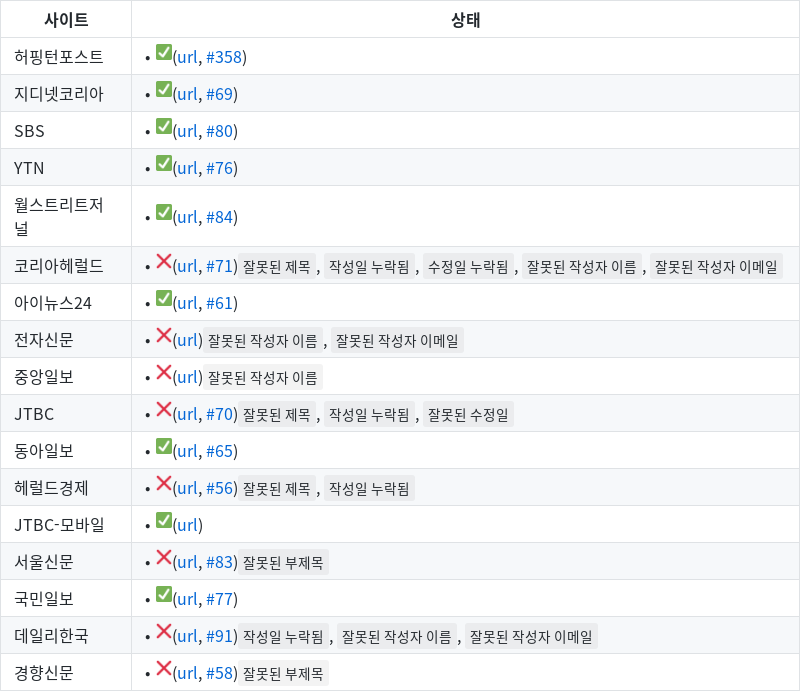 사이트 상태
허핑턴포스트 • ✅(url, #358)
지디넷코리아 • ✅(url, #69)
SBS • ✅(url, #80)
YTN • ✅(url, #76)
월스트리트저
널 • ✅(url, #84)
코리아헤럴드 • ❌(url, #71) 잘못된 제목 , 작성일 누락됨 , 수정일 누락됨 , 잘못된 작성자 이름 , 잘못된 작성자 이메일
아이뉴스24 • ✅(url, #61)
전자신문 • ❌(url) 잘못된 작성자 이름 , 잘못된 작성자 이메일
중앙일보 • ❌(url) 잘못된 작성자 이름
JTBC • ❌(url, #70) 잘못된 제목 , 작성일 누락됨 , 잘못된 수정일
동아일보 • ✅(url, #65)
헤럴드경제 • ❌(url, #56) 잘못된 제목 , 작성일 누락됨
JTBC-모바일 • ✅(url)
서울신문 • ❌(url, #83) 잘못된 부제목
국민일보 • ✅(url, #77)
데일리한국 • ❌(url, #91) 작성일 누락됨 , 잘못된 작성자 이름 , 잘못된 작성자 이메일
경향신문 • ❌(url, #58) 잘못된 부제목